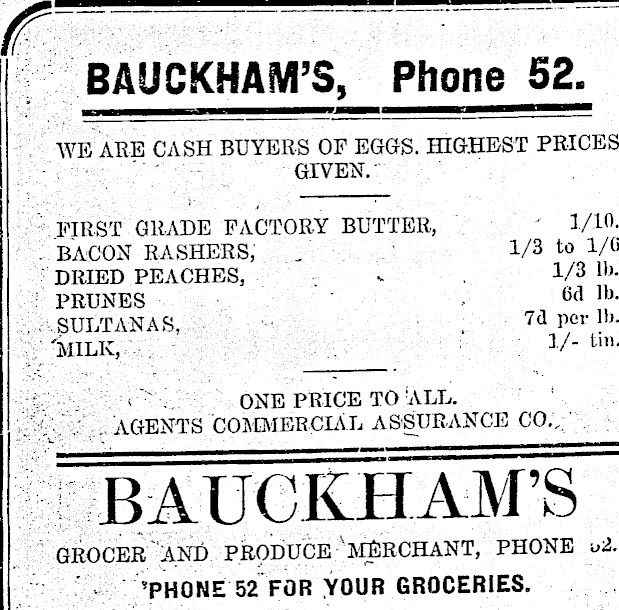 BAUCKHAM'S, Phone 52.
WE ARE CASH BUYERS OF EGGS. HIGHEST PRICES
GIVEN.
FIRST GRADE FACTORY BUTTER, 1/10.
BACON RASHERS, 1/3 to 1/6
DRIED PEACHES, 1/3 lb.
PRUNES 6d lb.
SULTANAS, 7d per lb.
MILK, 1/- tin.
ONE PRICE TO ALL.
AGENTS COMMERCIAL ASSURANCE CO.
BAUCKHAM'S
GROCER AND PRODUCE MERCHANT, PHONE 52.
'PHONE 52 FOR YOUR GROCERIES.